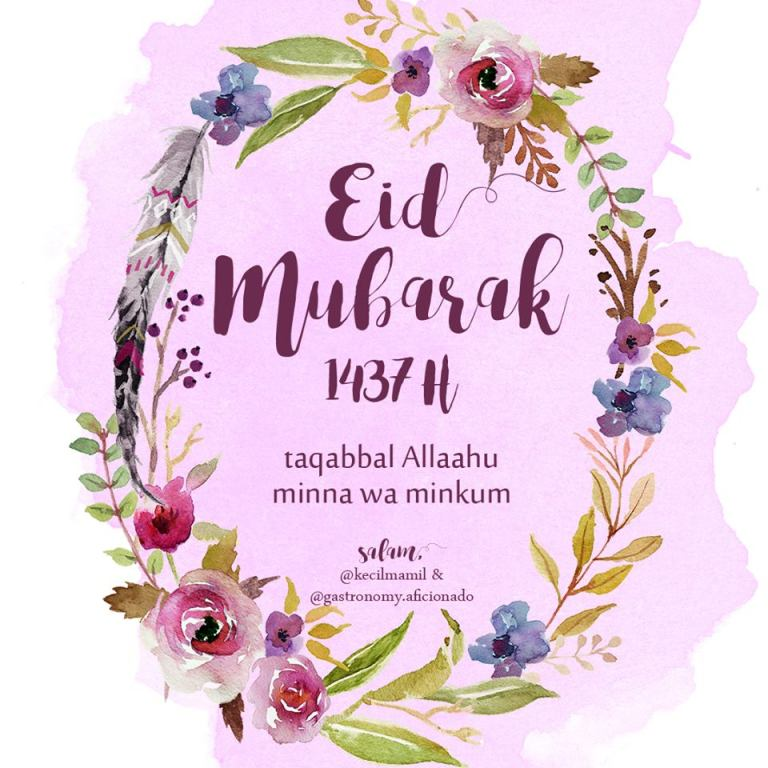 Eid
Mubarak
1437 H
taqabbal Allaahu
minna wa minkum
salam,
@kecilmamil &
@gastronomy.aficionado